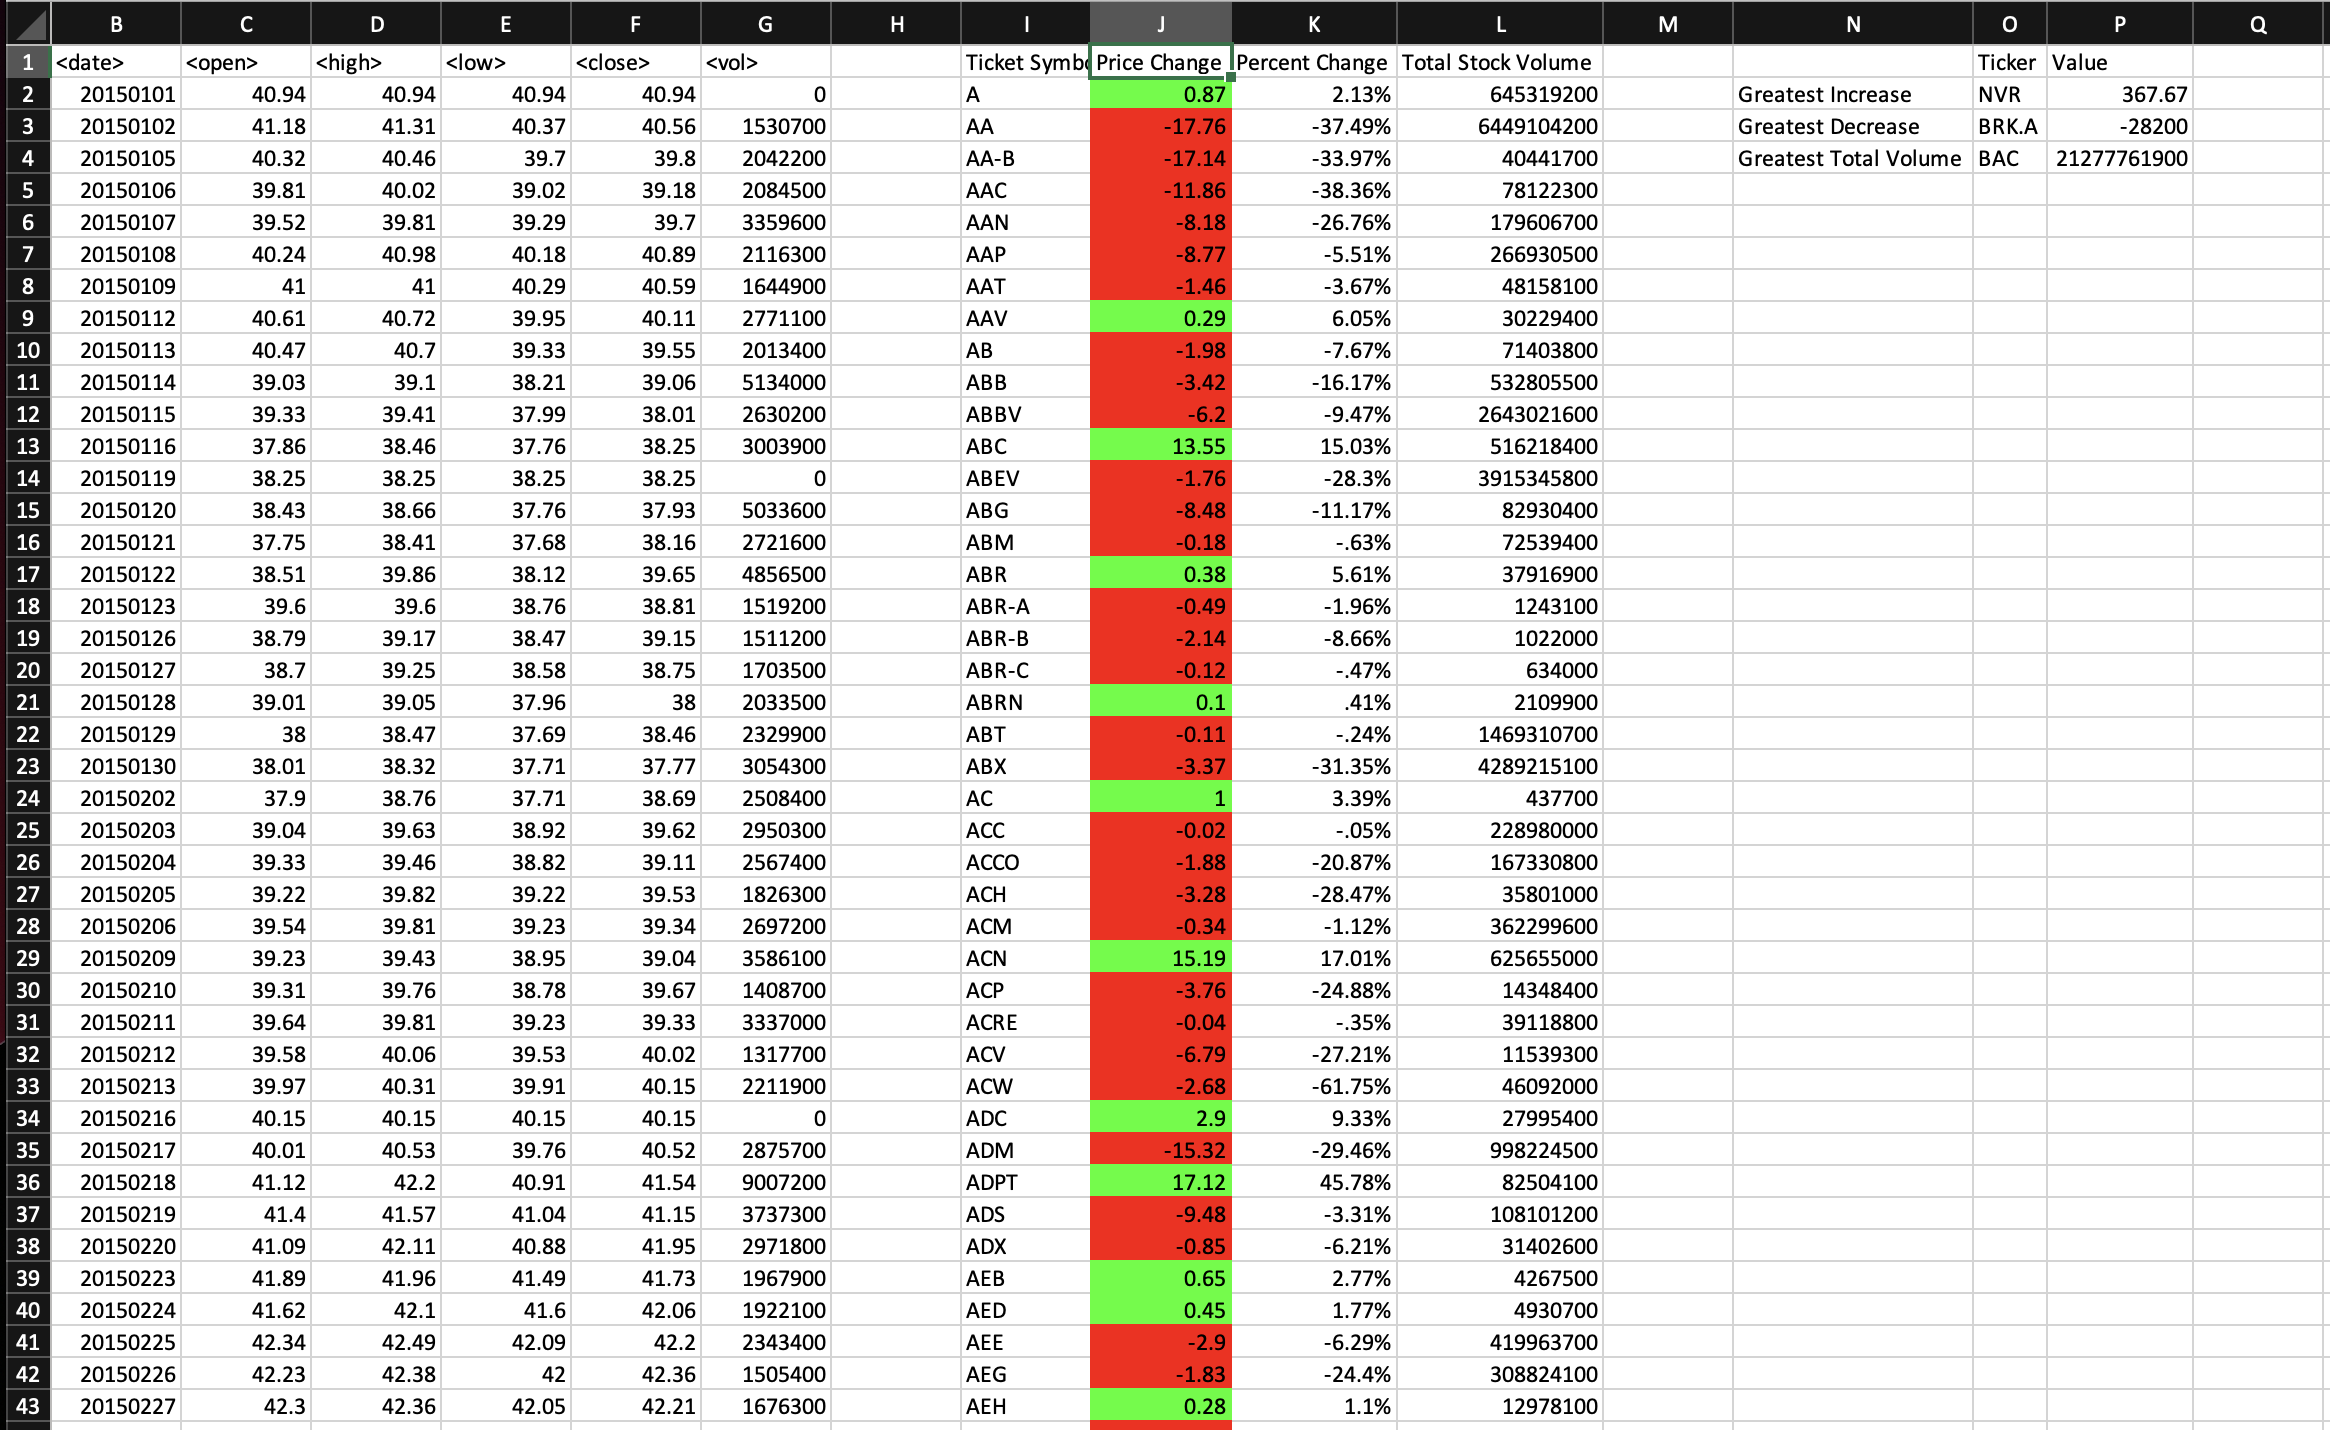 B C D E F G H I J K L M N O P Q
1 <date> <open> <high> <low> <close> <vol> Ticket Symb Price Change Percent Change Total Stock Volume Ticker Value
2 20150101 40.94 40.94 40.94 40.94 0 A 0.87 2.13% 645319200 Greatest Increase NVR 367.67
3 20150102 41.18 41.31 40.37 40.56 1530700 AA -17.76 -37.49% 6449104200 Greatest Decrease BRK.A -28200
4 20150105 40.32 40.46 39.7 39.8 2042200 AA-B -17.14 -33.97% 40441700 Greatest Total Volume BAC 21277761900
5 20150106 39.81 40.02 39.02 39.18 2084500 AAC -11.86 -38.36% 78122300
6 20150107 39.52 39.81 39.29 39.7 3359600 AAN -8.18 -26.76% 179606700
7 20150108 40.24 40.98 40.18 40.89 2116300 AAP -8.77 -5.51% 266930500
8 20150109 41 41 40.29 40.59 1644900 AAT -1.46 -3.67% 48158100
9 20150112 40.61 40.72 39.95 40.11 2771100 AAV 0.29 6.05% 30229400
10 20150113 40.47 40.7 39.33 39.55 2013400 AB -1.98 -7.67% 71403800
11 20150114 39.03 39.1 38.21 39.06 5134000 ABB -3.42 -16.17% 532805500
12 20150115 39.33 39.41 37.99 38.01 2630200 ABBV -6.2 -9.47% 2643021600
13 20150116 37.86 38.46 37.76 38.25 3003900 ABC 13.55 15.03% 516218400
14 20150119 38.25 38.25 38.25 38.25 0 ABEV -1.76 -28.3% 3915345800
15 20150120 38.43 38.66 37.76 37.93 5033600 ABG -8.48 -11.17% 82930400
16 20150121 37.75 38.41 37.68 38.16 2721600 ABM -0.18 -.63% 72539400
17 20150122 38.51 39.86 38.12 39.65 4856500 ABR 0.38 5.61% 37916900
18 20150123 39.6 39.6 38.76 38.81 1519200 ABR-A -0.49 -1.96% 1243100
19 20150126 38.79 39.17 38.47 39.15 1511200 ABR-B -2.14 -8.66% 1022000
20 20150127 38.7 39.25 38.58 38.75 1703500 ABR-C -0.12 -.47% 634000
21 20150128 39.01 39.05 37.96 38 2033500 ABRN 0.1 .41% 2109900
22 20150129 38 38.47 37.69 38.46 2329900 ABT -0.11 -.24% 1469310700
23 20150130 38.01 38.32 37.71 37.77 3054300 ABX -3.37 -31.35% 4289215100
24 20150202 37.9 38.76 37.71 38.69 2508400 AC 1 3.39% 437700
25 20150203 39.04 39.63 38.92 39.62 2950300 ACC -0.02 -.05% 228980000
26 20150204 39.33 39.46 38.82 39.11 2567400 ACCO -1.88 -20.87% 167330800
27 20150205 39.22 39.82 39.22 39.53 1826300 ACH -3.28 -28.47% 35801000
28 20150206 39.54 39.81 39.23 39.34 2697200 ACM -0.34 -1.12% 362299600
29 20150209 39.23 39.43 38.95 39.04 3586100 ACN 15.19 17.01% 625655000
30 20150210 39.31 39.76 38.78 39.67 1408700 ACP -3.76 -24.88% 14348400
31 20150211 39.64 39.81 39.23 39.33 3337000 ACRE -0.04 -.35% 39118800
32 20150212 39.58 40.06 39.53 40.02 1317700 ACV -6.79 -27.21% 11539300
33 20150213 39.97 40.31 39.91 40.15 2211900 ACW -2.68 -61.75% 46092000
34 20150216 40.15 40.15 40.15 40.15 0 ADC 2.9 9.33% 27995400
35 20150217 40.01 40.53 39.76 40.52 2875700 ADM -15.32 -29.46% 998224500
36 20150218 41.12 42.2 40.91 41.54 9007200 ADPT 17.12 45.78% 82504100
37 20150219 41.4 41.57 41.04 41.15 3737300 ADS -9.48 -3.31% 108101200
38 20150220 41.09 42.11 40.88 41.95 2971800 ADX -0.85 -6.21% 31402600
39 20150223 41.89 41.96 41.49 41.73 1967900 AEB 0.65 2.77% 4267500
40 20150224 41.62 42.1 41.6 42.06 1922100 AED 0.45 1.77% 4930700
41 20150225 42.34 42.49 42.09 42.2 2343400 AEE -2.9 -6.29% 419963700
42 20150226 42.23 42.38 42 42.36 1505400 AEG -1.83 -24.4% 308824100
43 20150227 42.3 42.36 42.05 42.21 1676300 AEH 0.28 1.1% 12978100